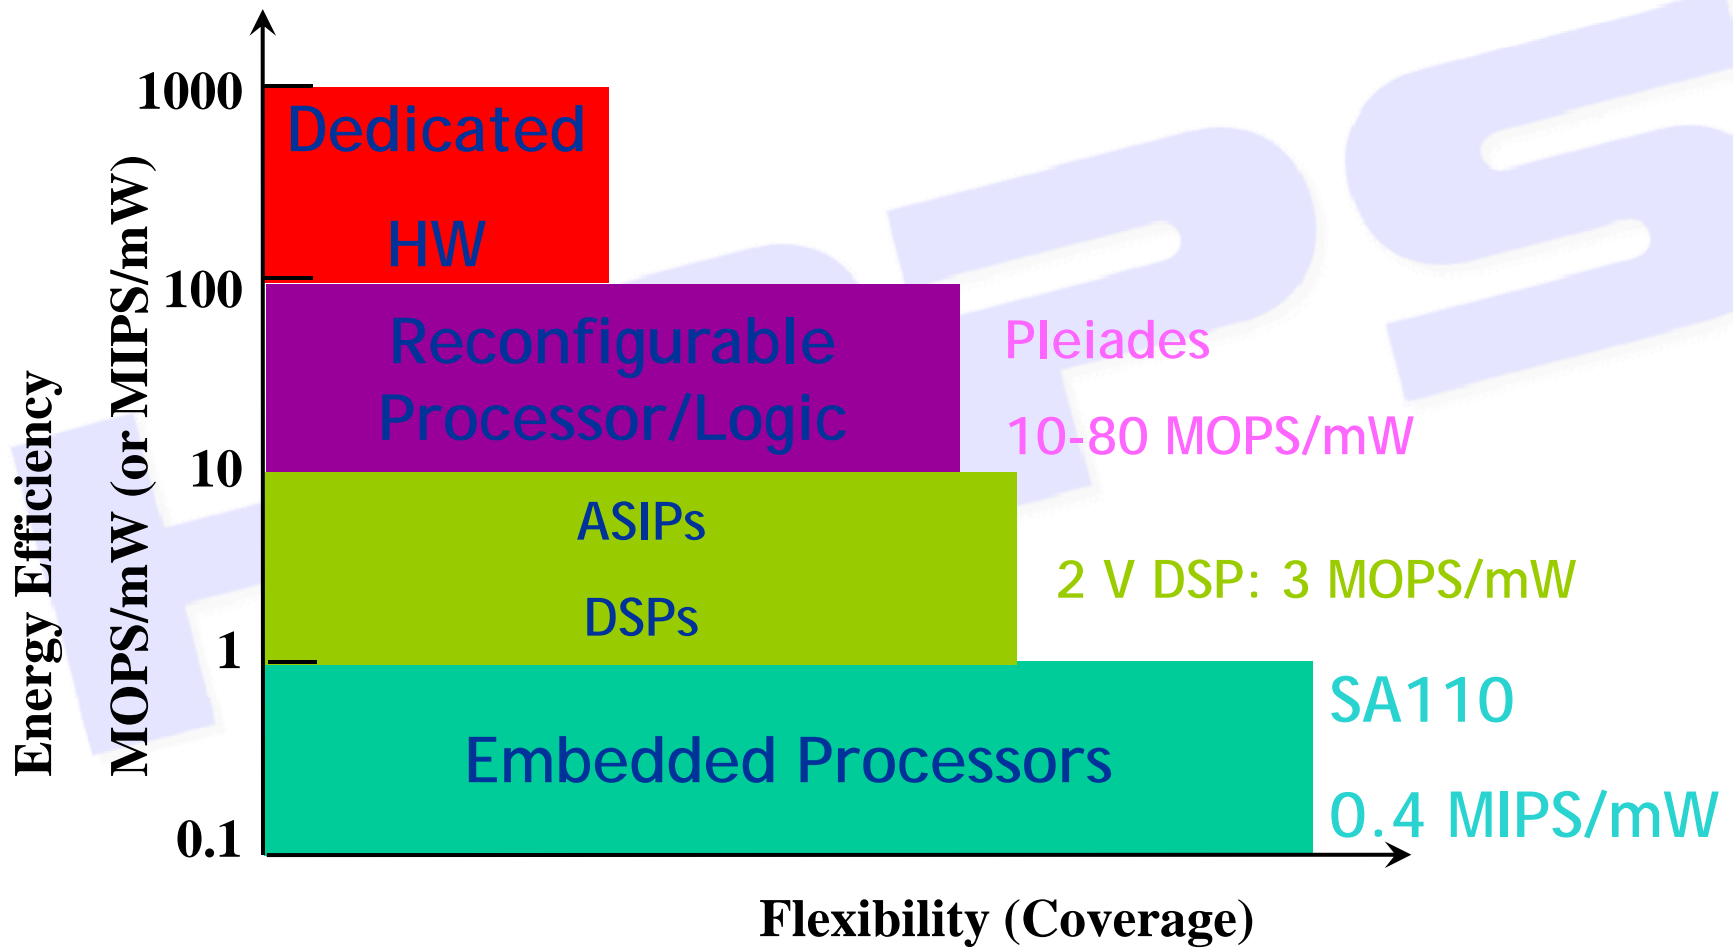 Energy Efficiency
MOPS/mW (or MIPS/mW)
1000
100
10
1
0.1
Dedicated
HW
Reconfigurable
Processor/Logic
Pleiades
10-80 MOPS/mW
ASIPs
DSPs
2 V DSP: 3 MOPS/mW
Embedded Processors
SA110
0.4 MIPS/mW
Flexibility (Coverage)